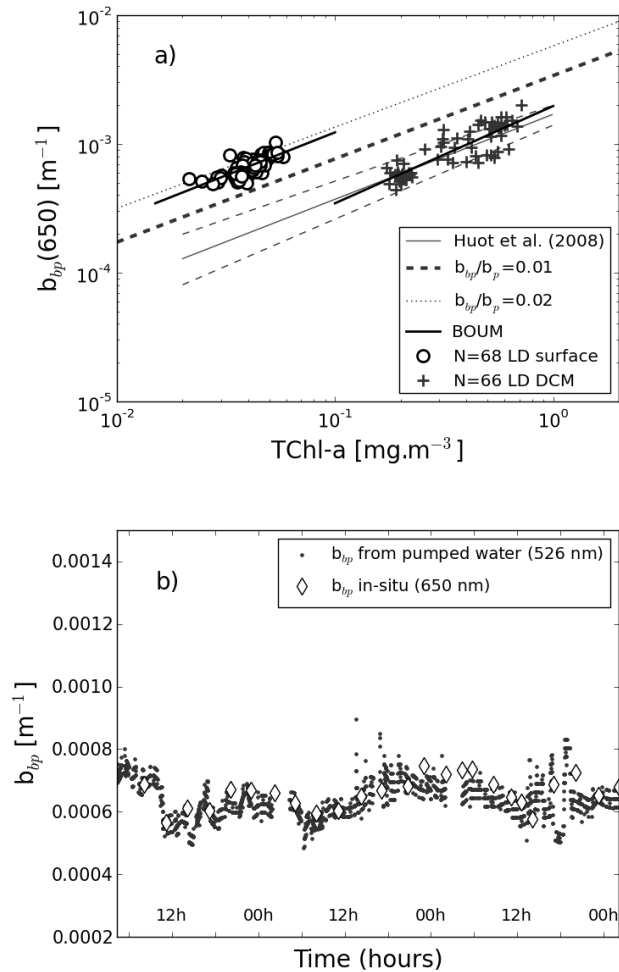 a)
10⁻²
10⁻³
10⁻⁴
10⁻⁵
b_bp(650) [m⁻¹]
Huot et al. (2008)
b_bp/b_p=0.01
b_bp/b_p=0.02
BOUM
N=68 LD surface
N=66 LD DCM
10⁻² 10⁻¹ 10⁰
TChl-a [mg.m⁻³]
b)
b_bp from pumped water (526 nm)
b_bp in-situ (650 nm)
0.0014
0.0012
0.0010
0.0008
0.0006
0.0004
0.0002
b_bp [m⁻¹]
12h 00h 12h 00h 12h 00h
Time (hours)